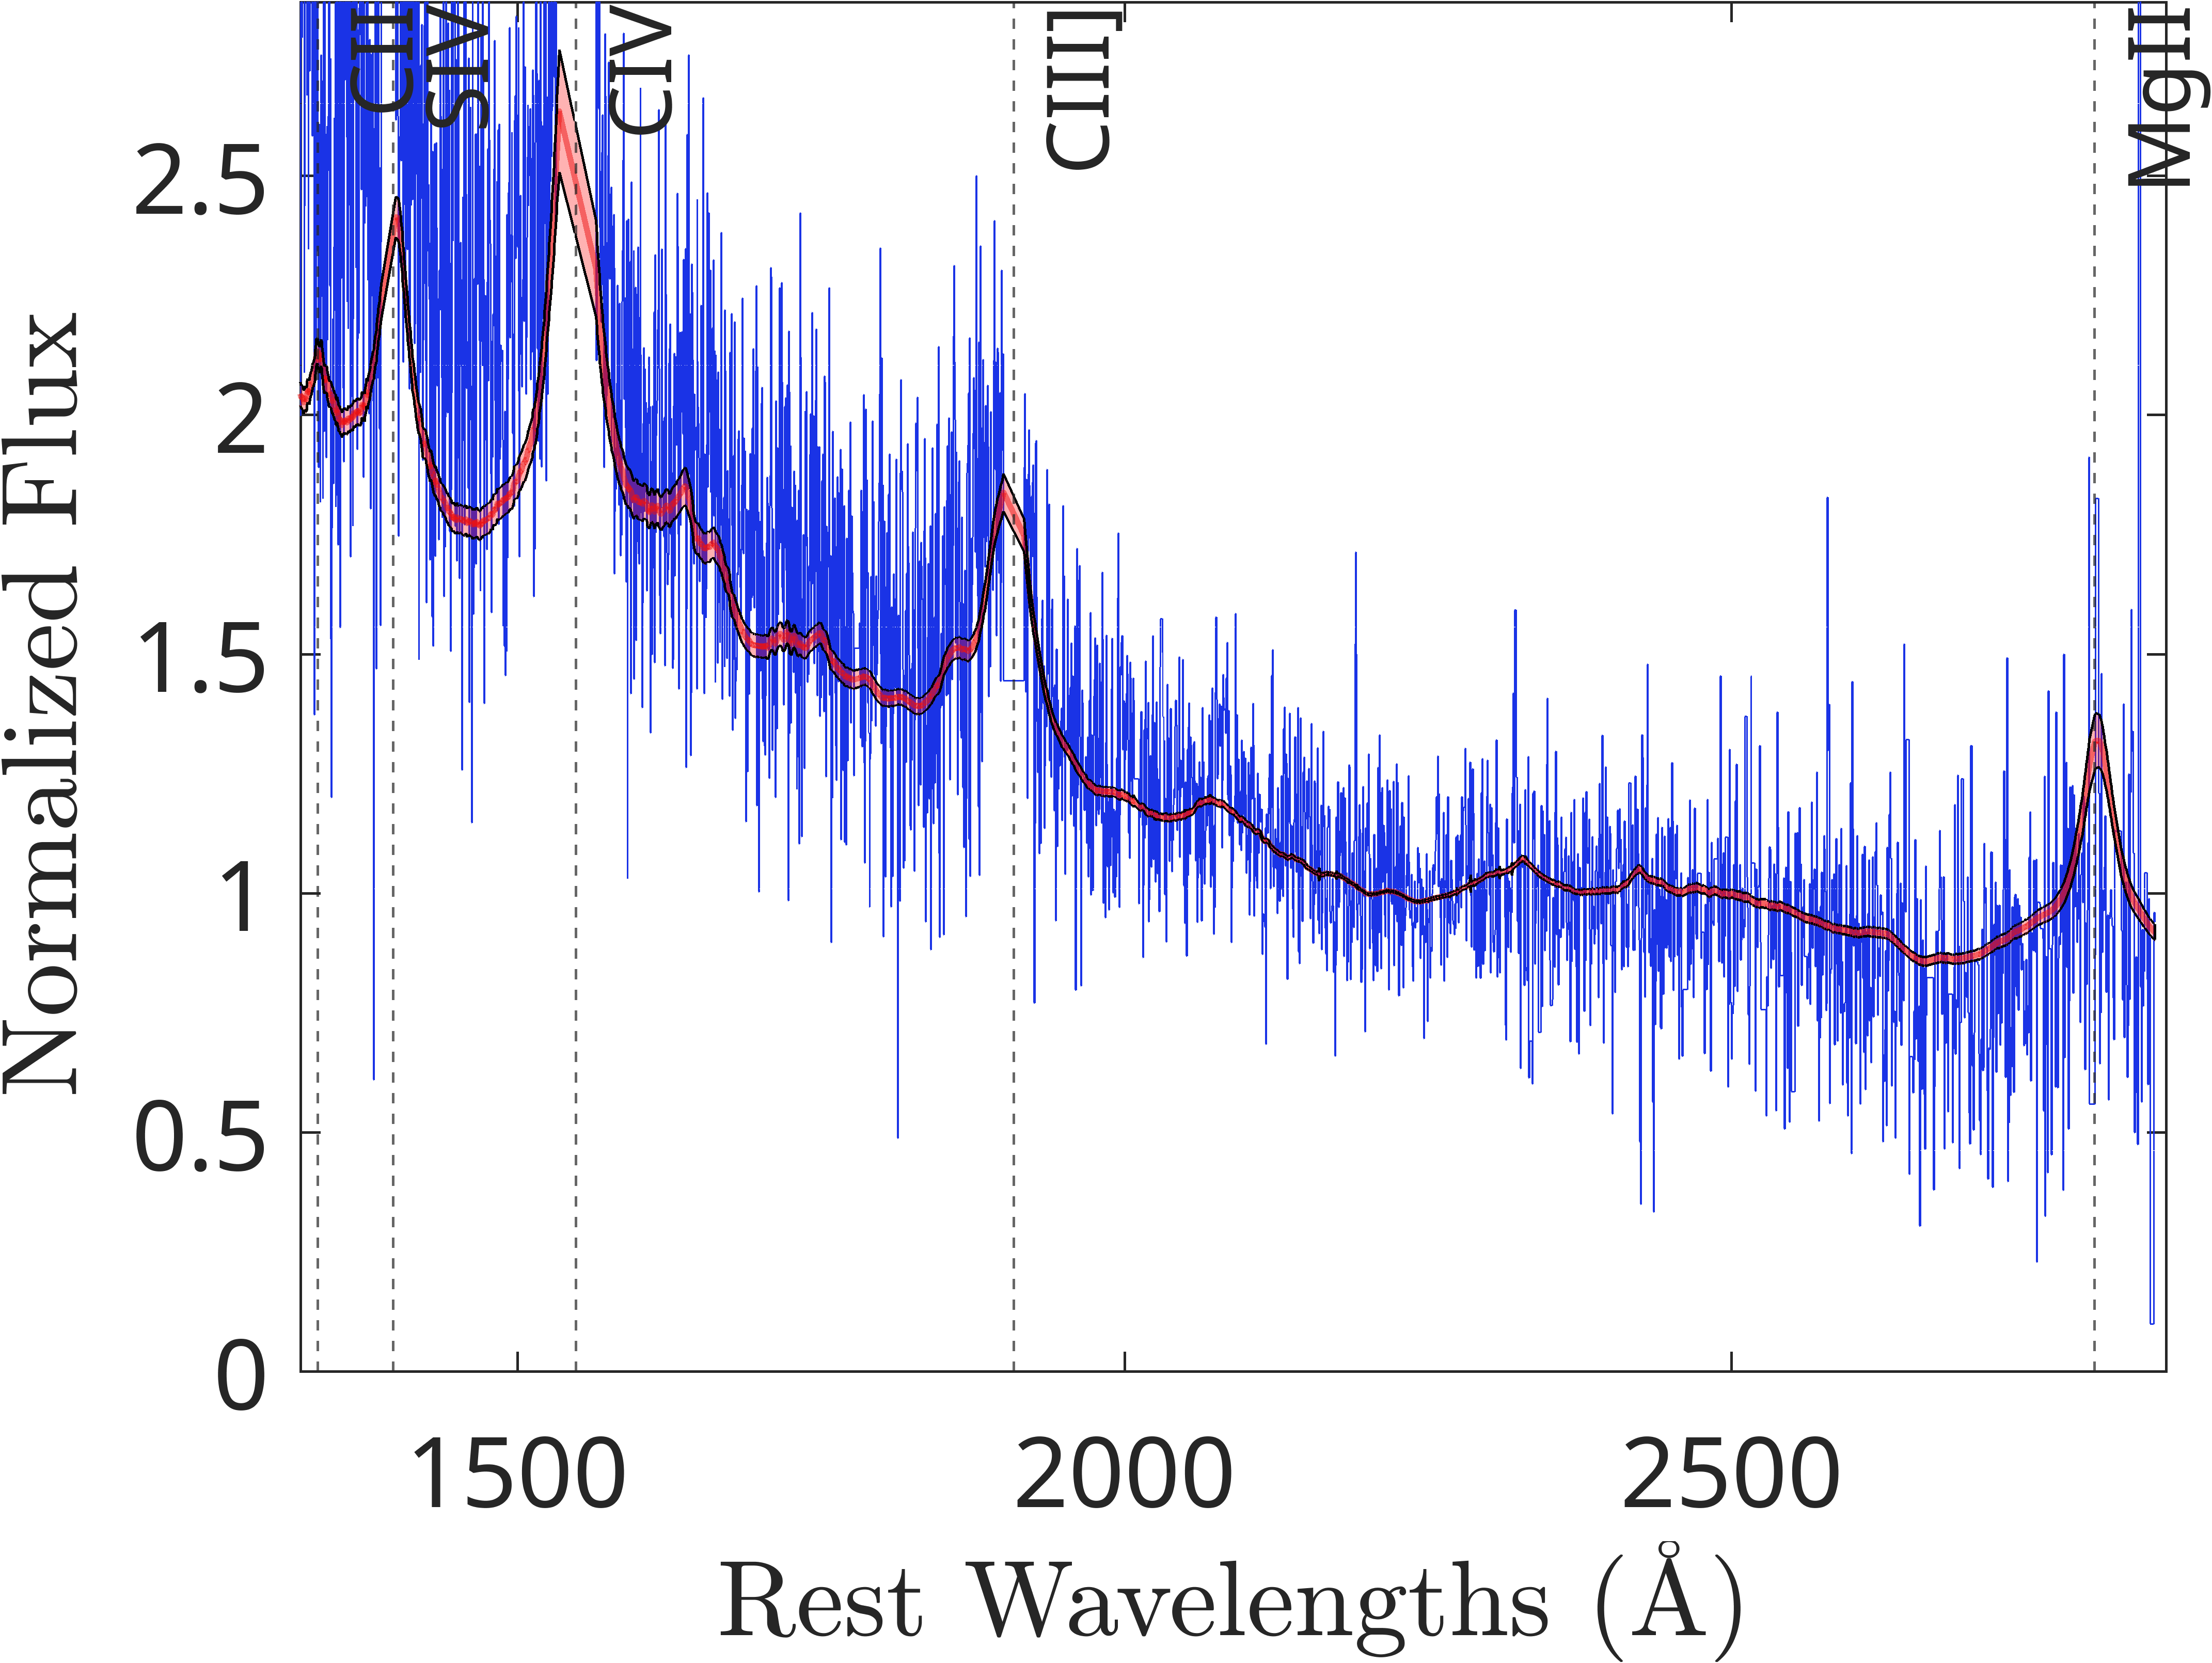 CII
SIV
CIV
CIII]
MgII
Normalized Flux
2.5
2
1.5
1
0.5
0
1500
2000
2500
Rest Wavelengths (Å)